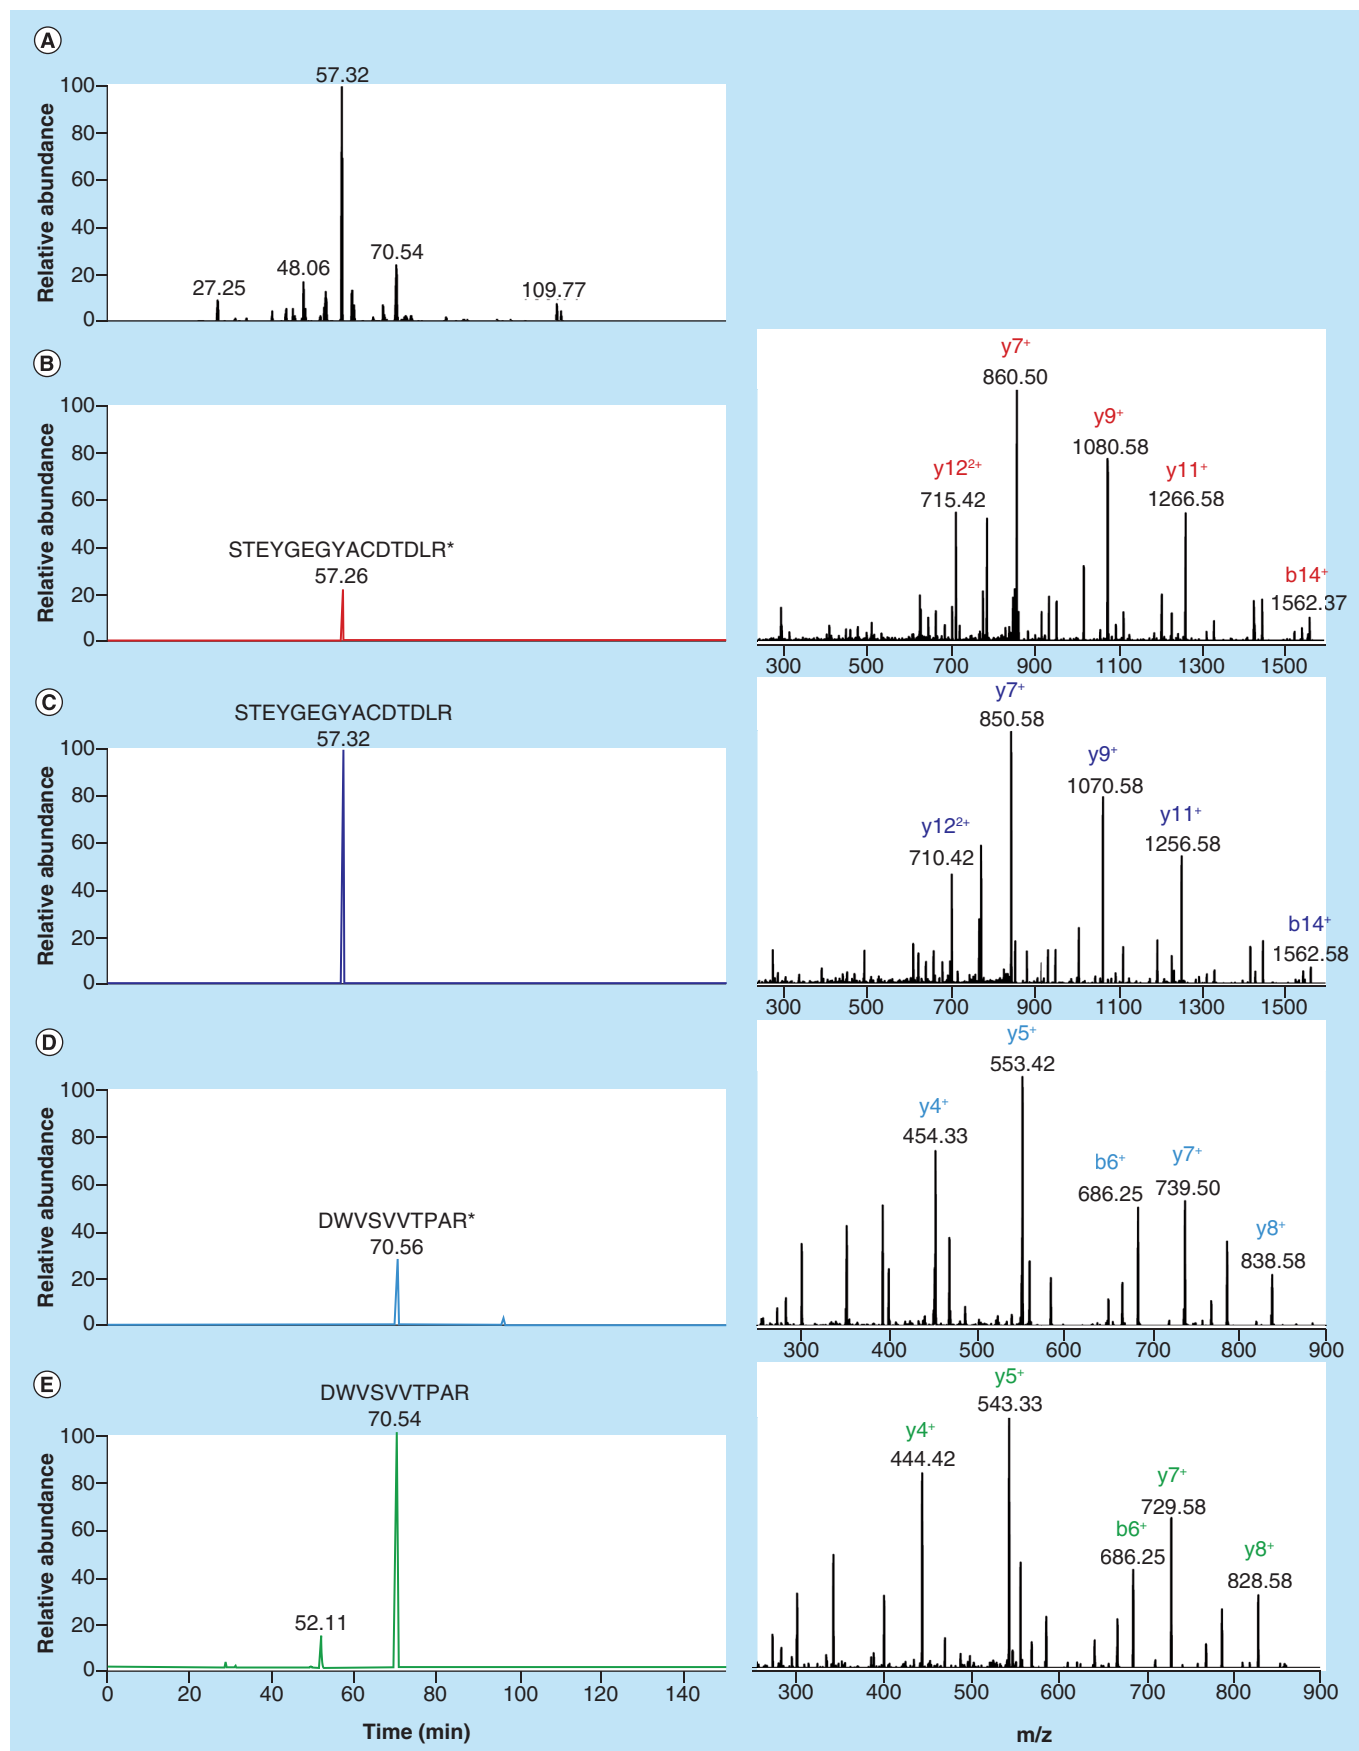 A
Relative abundance
100
80
60
40
20
0
57.32
27.25
48.06
70.54
109.77
B
Relative abundance
100
80
60
40
20
0
STEYGEGYACDTDLR*
57.26
y7+
860.50
y9+
1080.58
y12²+
715.42
y11+
1266.58
b14+
1562.37
300 500 700 900 1100 1300 1500
C
Relative abundance
100
80
60
40
20
0
STEYGEGYACDTDLR
57.32
y7+
850.58
y9+
1070.58
y12²+
710.42
y11+
1256.58
b14+
1562.58
300 500 700 900 1100 1300 1500
D
Relative abundance
100
80
60
40
20
0
DWVSVVTPAR*
70.56
y5+
553.42
y4+
454.33
b6+
686.25
y7+
739.50
y8+
838.58
300 400 500 600 700 800 900
E
Relative abundance
100
80
60
40
20
0
DWVSVVTPAR
70.54
52.11
0 20 40 60 80 100 120 140
Time (min)
y5+
543.33
y4+
444.42
y7+
729.58
b6+
686.25
y8+
828.58
300 400 500 600 700 800 900
m/z